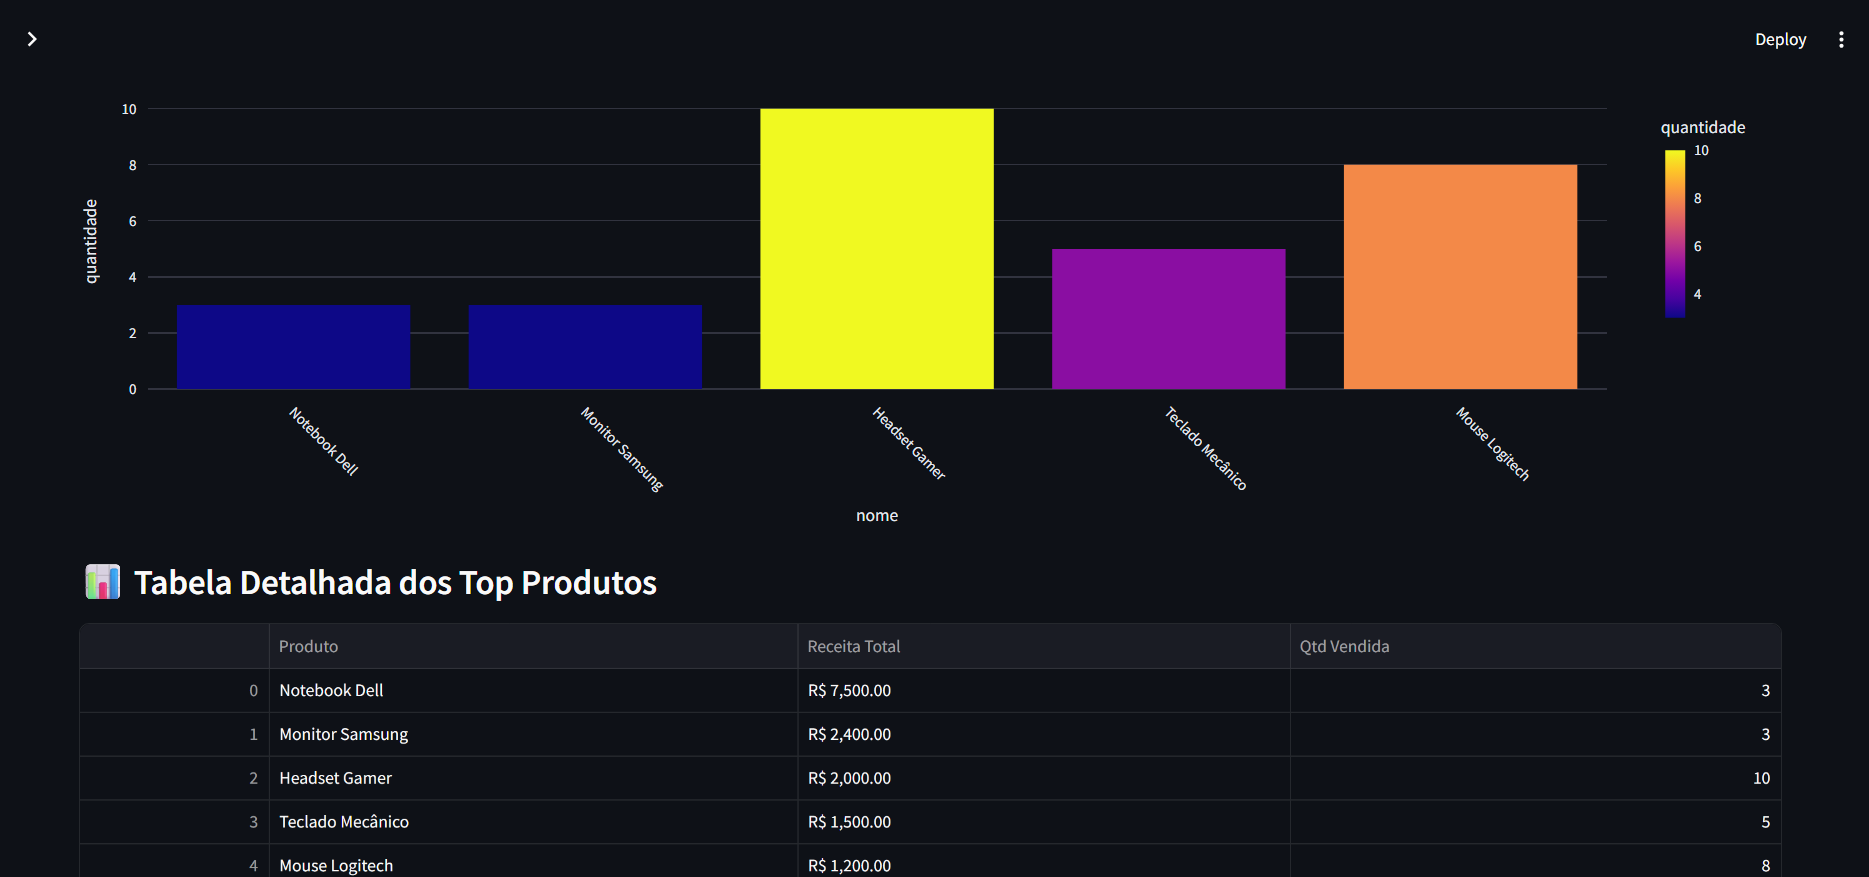 Deploy
10
8
6
4
2
0
quantidade
Notebook Dell
Monitor Samsung
Headset Gamer
Teclado Mecânico
Mouse Logitech
nome
quantidade
10
8
6
4
Tabela Detalhada dos Top Produtos
Produto Receita Total Qtd Vendida
0 Notebook Dell R$ 7,500.00 3
1 Monitor Samsung R$ 2,400.00 3
2 Headset Gamer R$ 2,000.00 10
3 Teclado Mecânico R$ 1,500.00 5
4 Mouse Logitech R$ 1,200.00 8